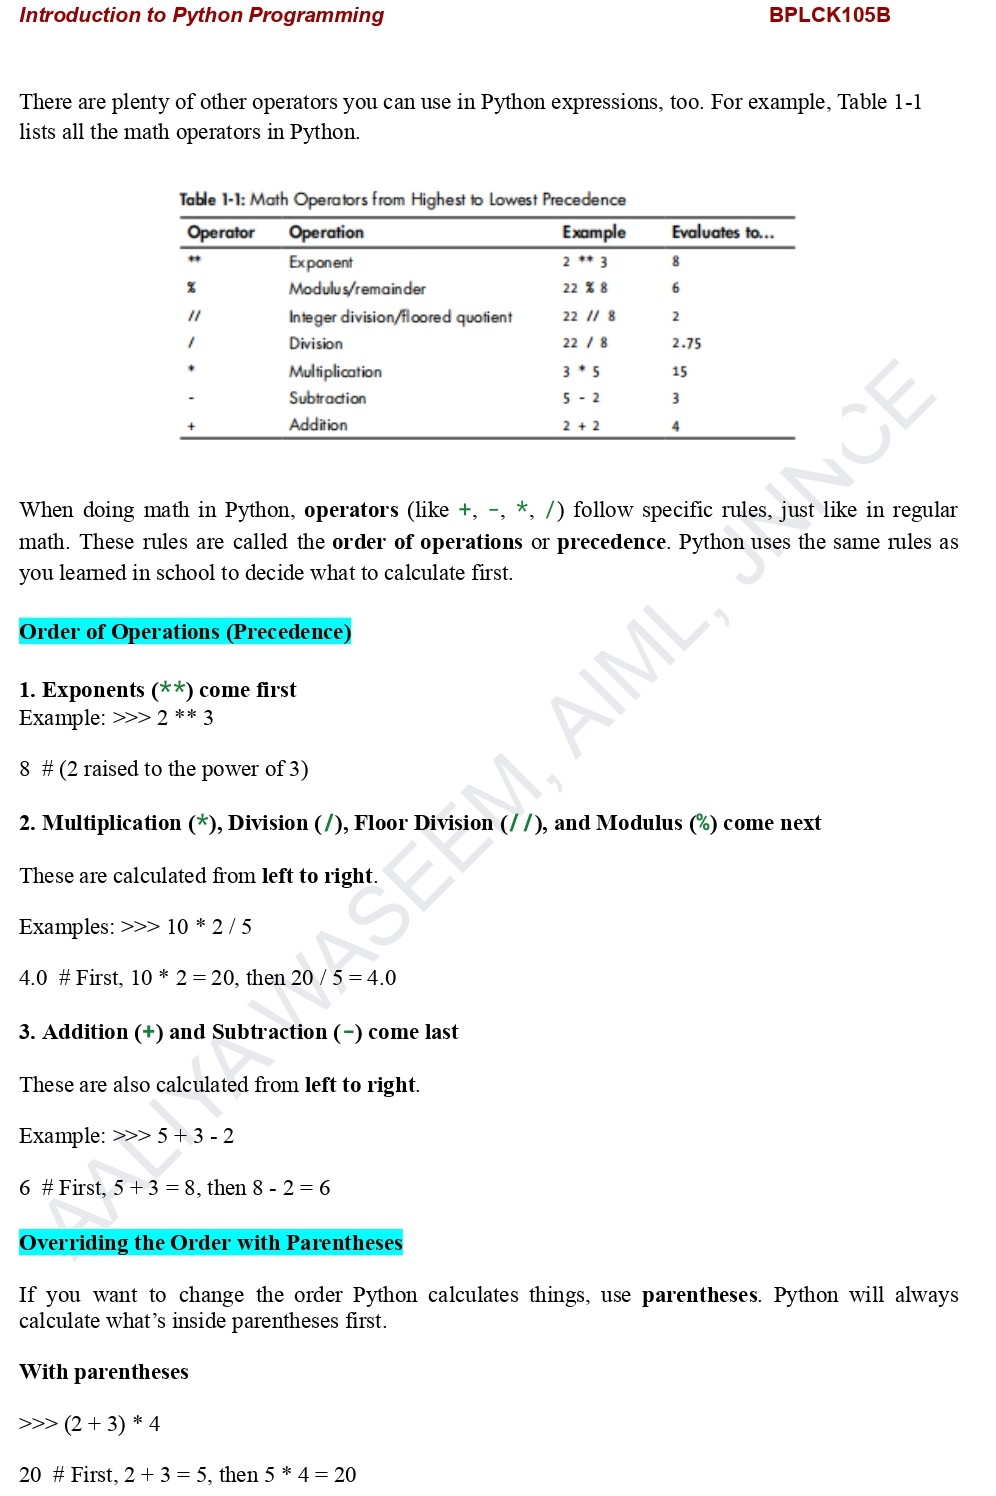 Introduction to Python Programming BPLCK105B
There are plenty of other operators you can use in Python expressions, too. For example, Table 1-1
lists all the math operators in Python.
Table 1-1: Math Operators from Highest to Lowest Precedence
Operator Operation Example Evaluates to...
** Exponent 2 ** 3 8
% Modulus/remainder 22 % 8 6
// Integer division/floored quotient 22 // 8 2
/ Division 22 / 8 2.75
* Multiplication 3 * 5 15
- Subtraction 5 - 2 3
+ Addition 2 + 2 4
When doing math in Python, operators (like +, -, *, /) follow specific rules, just like in regular
math. These rules are called the order of operations or precedence. Python uses the same rules as
you learned in school to decide what to calculate first.
Order of Operations (Precedence)
1. Exponents (**) come first
Example: >>> 2 ** 3
8 # (2 raised to the power of 3)
2. Multiplication (*), Division (/), Floor Division (//), and Modulus (%) come next
These are calculated from left to right.
Examples: >>> 10 * 2 / 5
4.0 # First, 10 * 2 = 20, then 20 / 5 = 4.0
3. Addition (+) and Subtraction (-) come last
These are also calculated from left to right.
Example: >>> 5 + 3 - 2
6 # First, 5 + 3 = 8, then 8 - 2 = 6
Overriding the Order with Parentheses
If you want to change the order Python calculates things, use parentheses. Python will always
calculate what's inside parentheses first.
With parentheses
>>> (2 + 3) * 4
20 # First, 2 + 3 = 5, then 5 * 4 = 20
AALIYA WASEEM, AIML, JNNCE